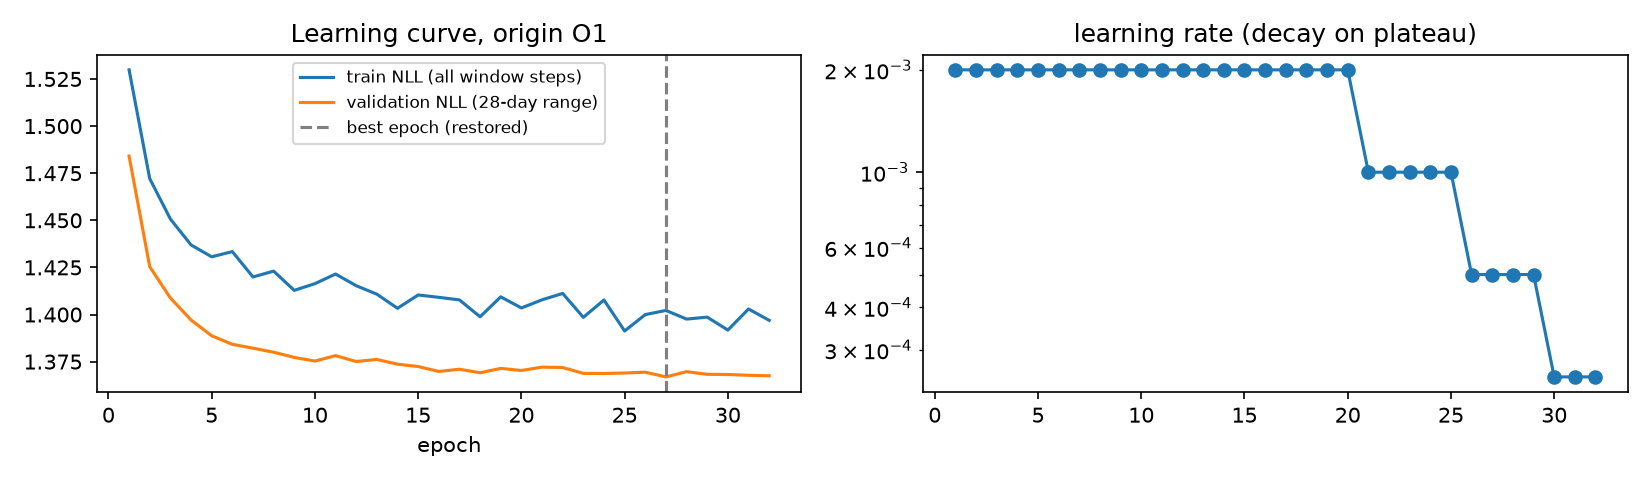 Learning curve, origin O1
1.525
1.500
1.475
1.450
1.425
1.400
1.375
train NLL (all window steps)
validation NLL (28-day range)
best epoch (restored)
0 5 10 15 20 25 30
epoch
learning rate (decay on plateau)
2 × 10⁻³
10⁻³
6 × 10⁻⁴
4 × 10⁻⁴
3 × 10⁻⁴
0 5 10 15 20 25 30